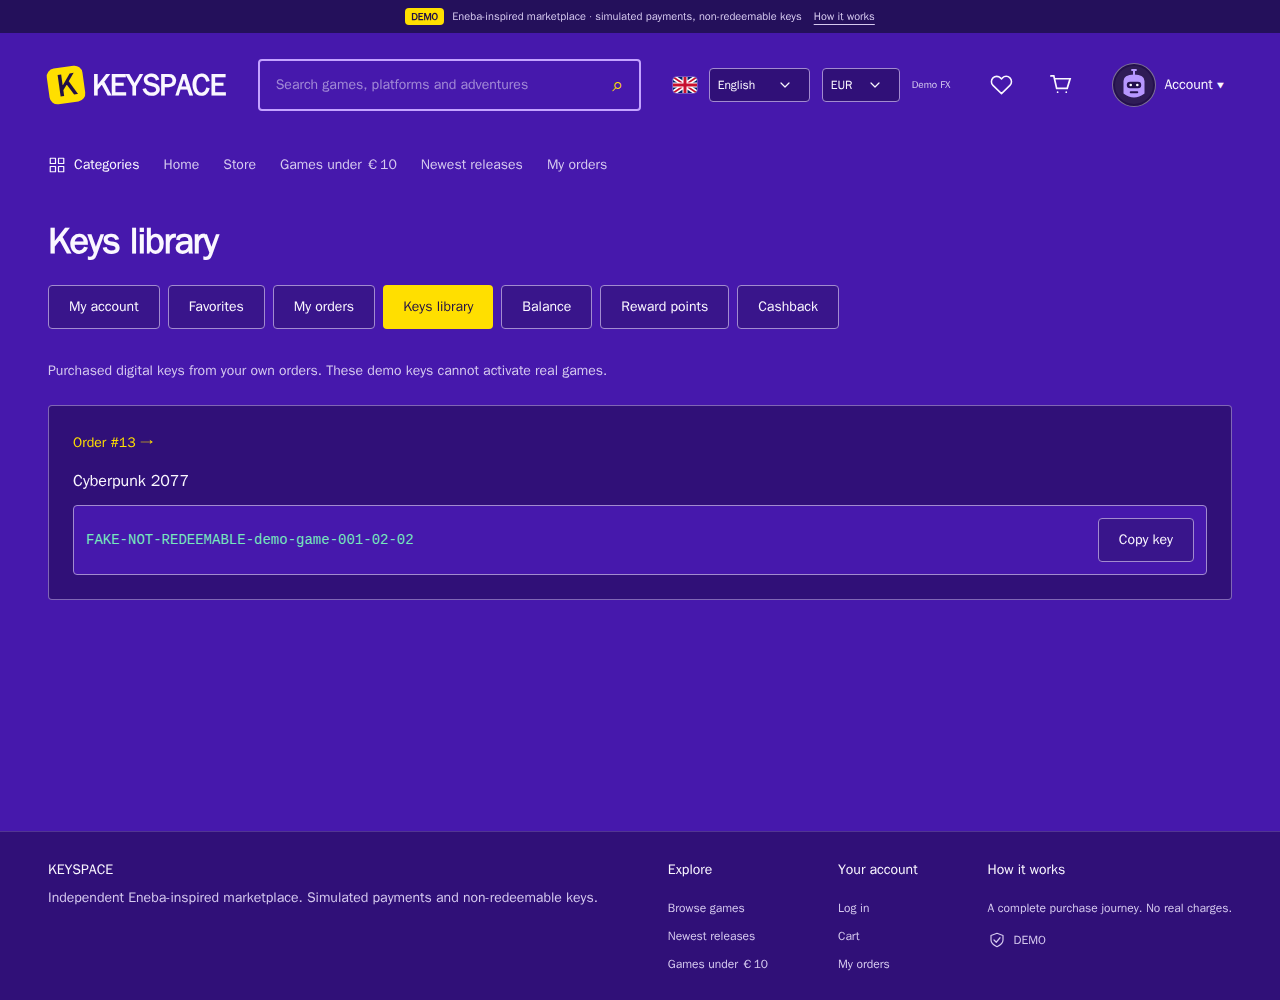 DEMO Eneba-inspired marketplace · simulated payments, non-redeemable keys How it works
K KEYSPACE
Search games, platforms and adventures
English
EUR
Demo FX
Account ▾
Categories Home Store Games under €10 Newest releases My orders
Keys library
My account Favorites My orders Keys library Balance Reward points Cashback
Purchased digital keys from your own orders. These demo keys cannot activate real games.
Order #13 →
Cyberpunk 2077
FAKE-NOT-REDEEMABLE-demo-game-001-02-02
Copy key
KEYSPACE
Independent Eneba-inspired marketplace. Simulated payments and non-redeemable keys.
Explore
Browse games
Newest releases
Games under €10
Your account
Log in
Cart
My orders
How it works
A complete purchase journey. No real charges.
DEMO